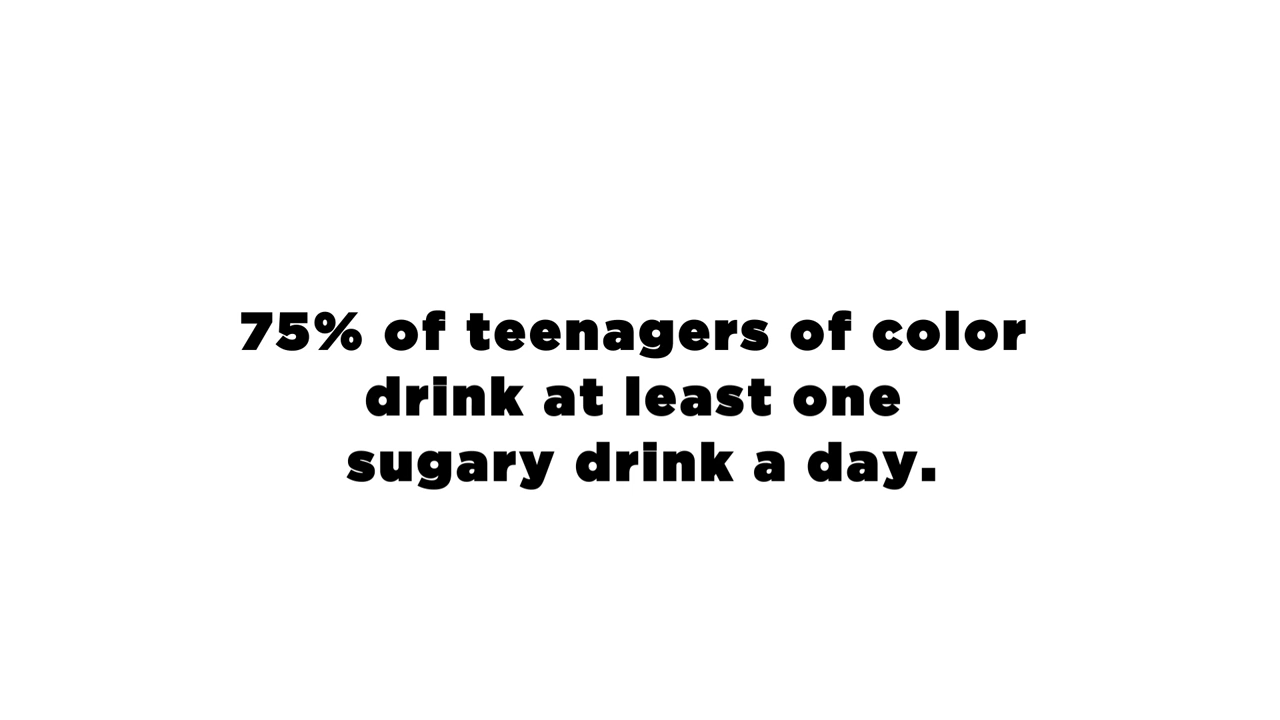 75% of teenagers of color
drink at least one
sugary drink a day.